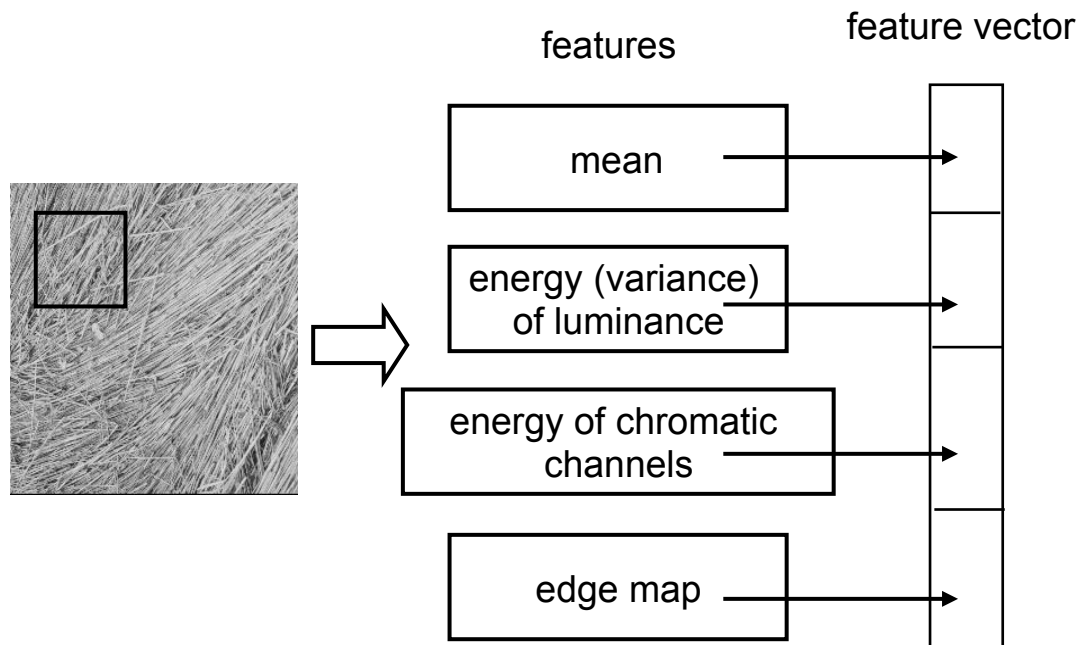 features
feature vector
mean
energy (variance)
of luminance
energy of chromatic
channels
edge map